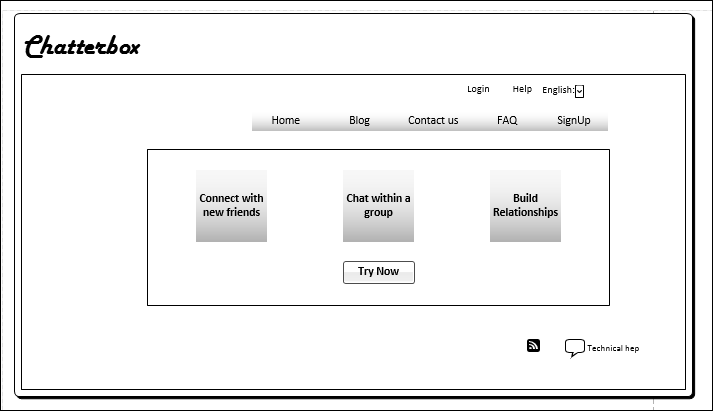 Chatterbox
Login Help English:
Home Blog Contact us FAQ SignUp
Connect with
new friends
Chat within a
group
Build
Relationships
Try Now
Technical hep